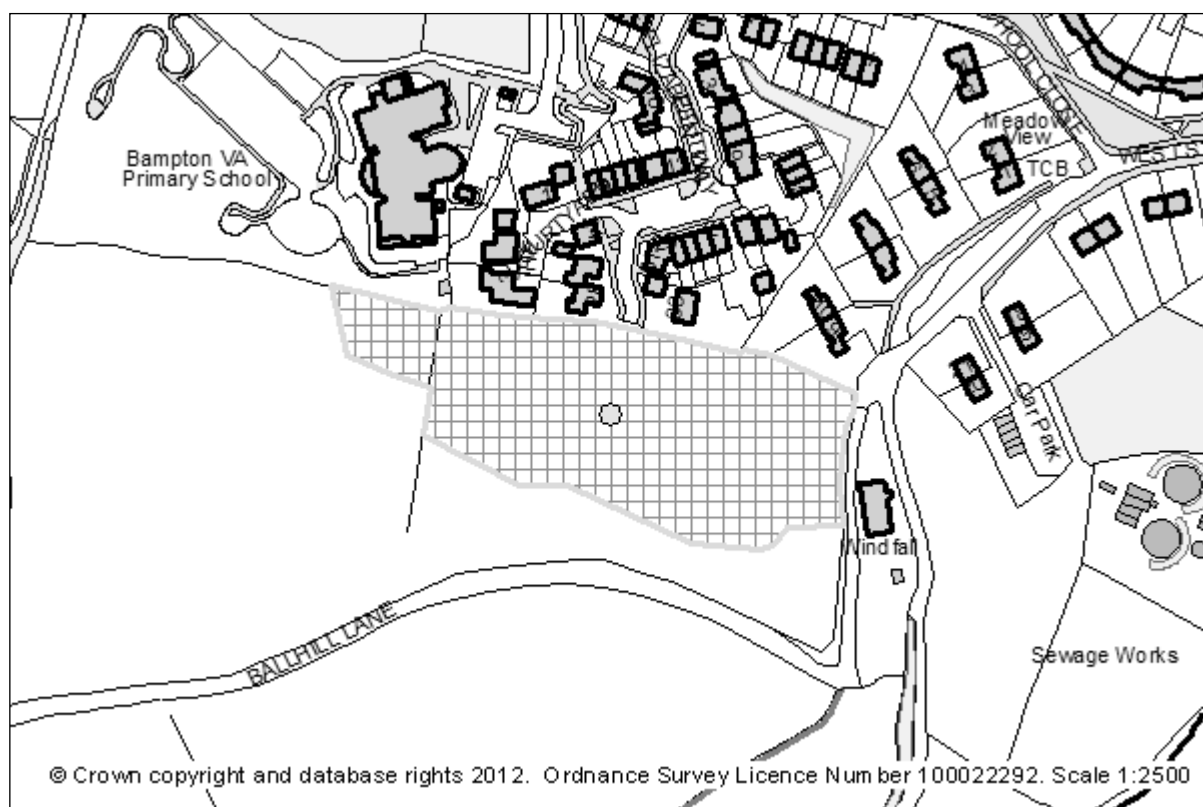 Bampton VA
Primary School
Meadow
View
TCB
WEST S
Car Park
Windfall
BALLHILL LANE
Sewage Works
© Crown copyright and database rights 2012. Ordnance Survey Licence Number 100022292. Scale 1:2500